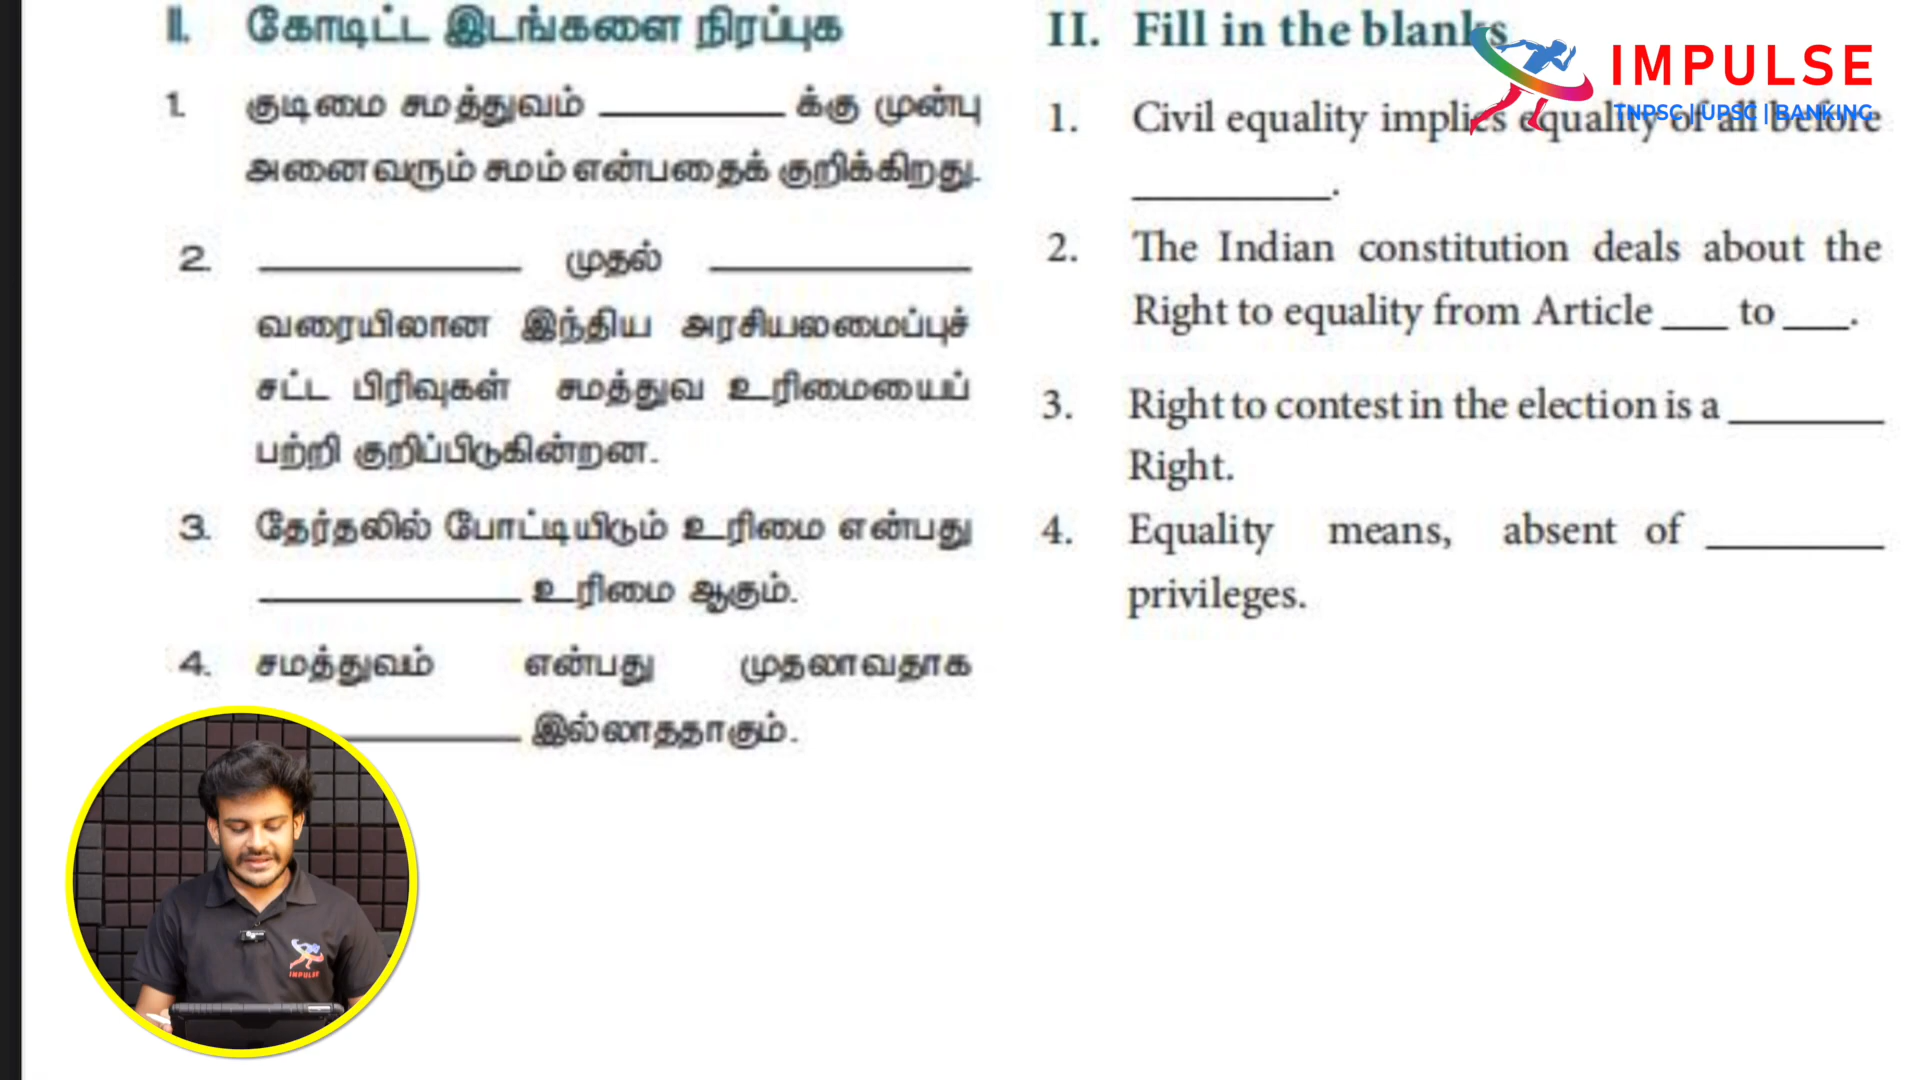 II. கோடிட்ட இடங்களை நிரப்புக
1. குடிமை சமத்துவம் __________ க்கு முன்பு
அனைவரும் சமம் என்பதைக் குறிக்கிறது.
2. __________ முதல் __________
வரையிலான இந்திய அரசியலமைப்புச்
சட்ட பிரிவுகள் சமத்துவ உரிமையைப்
பற்றி குறிப்பிடுகின்றன.
3. தேர்தலில் போட்டியிடும் உரிமை என்பது
__________ உரிமை ஆகும்.
4. சமத்துவம் என்பது முதலாவதாக
__________ இல்லாததாகும்.
II. Fill in the blanks
1. Civil equality implies equality of all before
__________.
2. The Indian constitution deals about the
Right to equality from Article ___ to ___.
3. Right to contest in the election is a ________
Right.
4. Equality means, absent of _________
privileges.
IMPULSE
TNPSC | UPSC | BANKING
IMPULSE